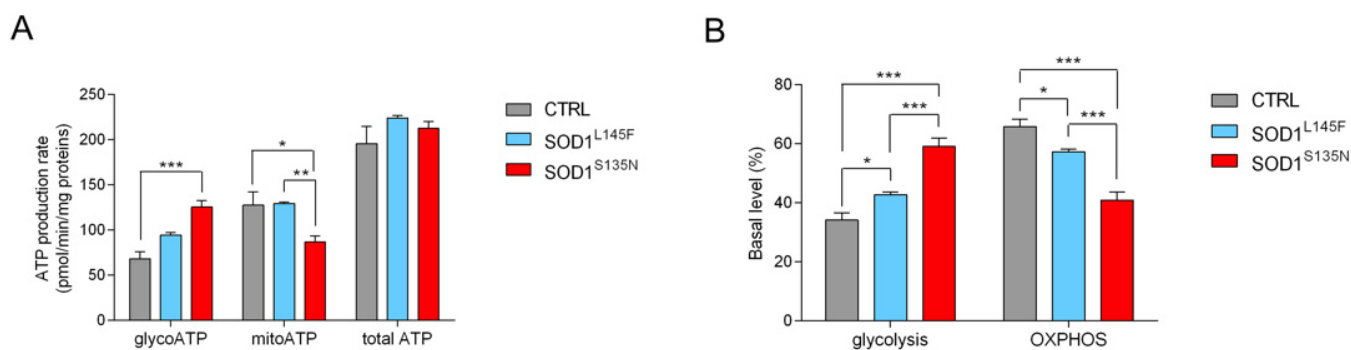 A
ATP production rate
(pmol/min/mg proteins)
250
200
150
100
50
0
***
*
**
glycoATP
mitoATP
total ATP
CTRL
SOD1L145F
SOD1S135N
B
Basal level (%)
80
60
40
20
0
***
***
*
***
*
***
glycolysis
OXPHOS
CTRL
SOD1L145F
SOD1S135N